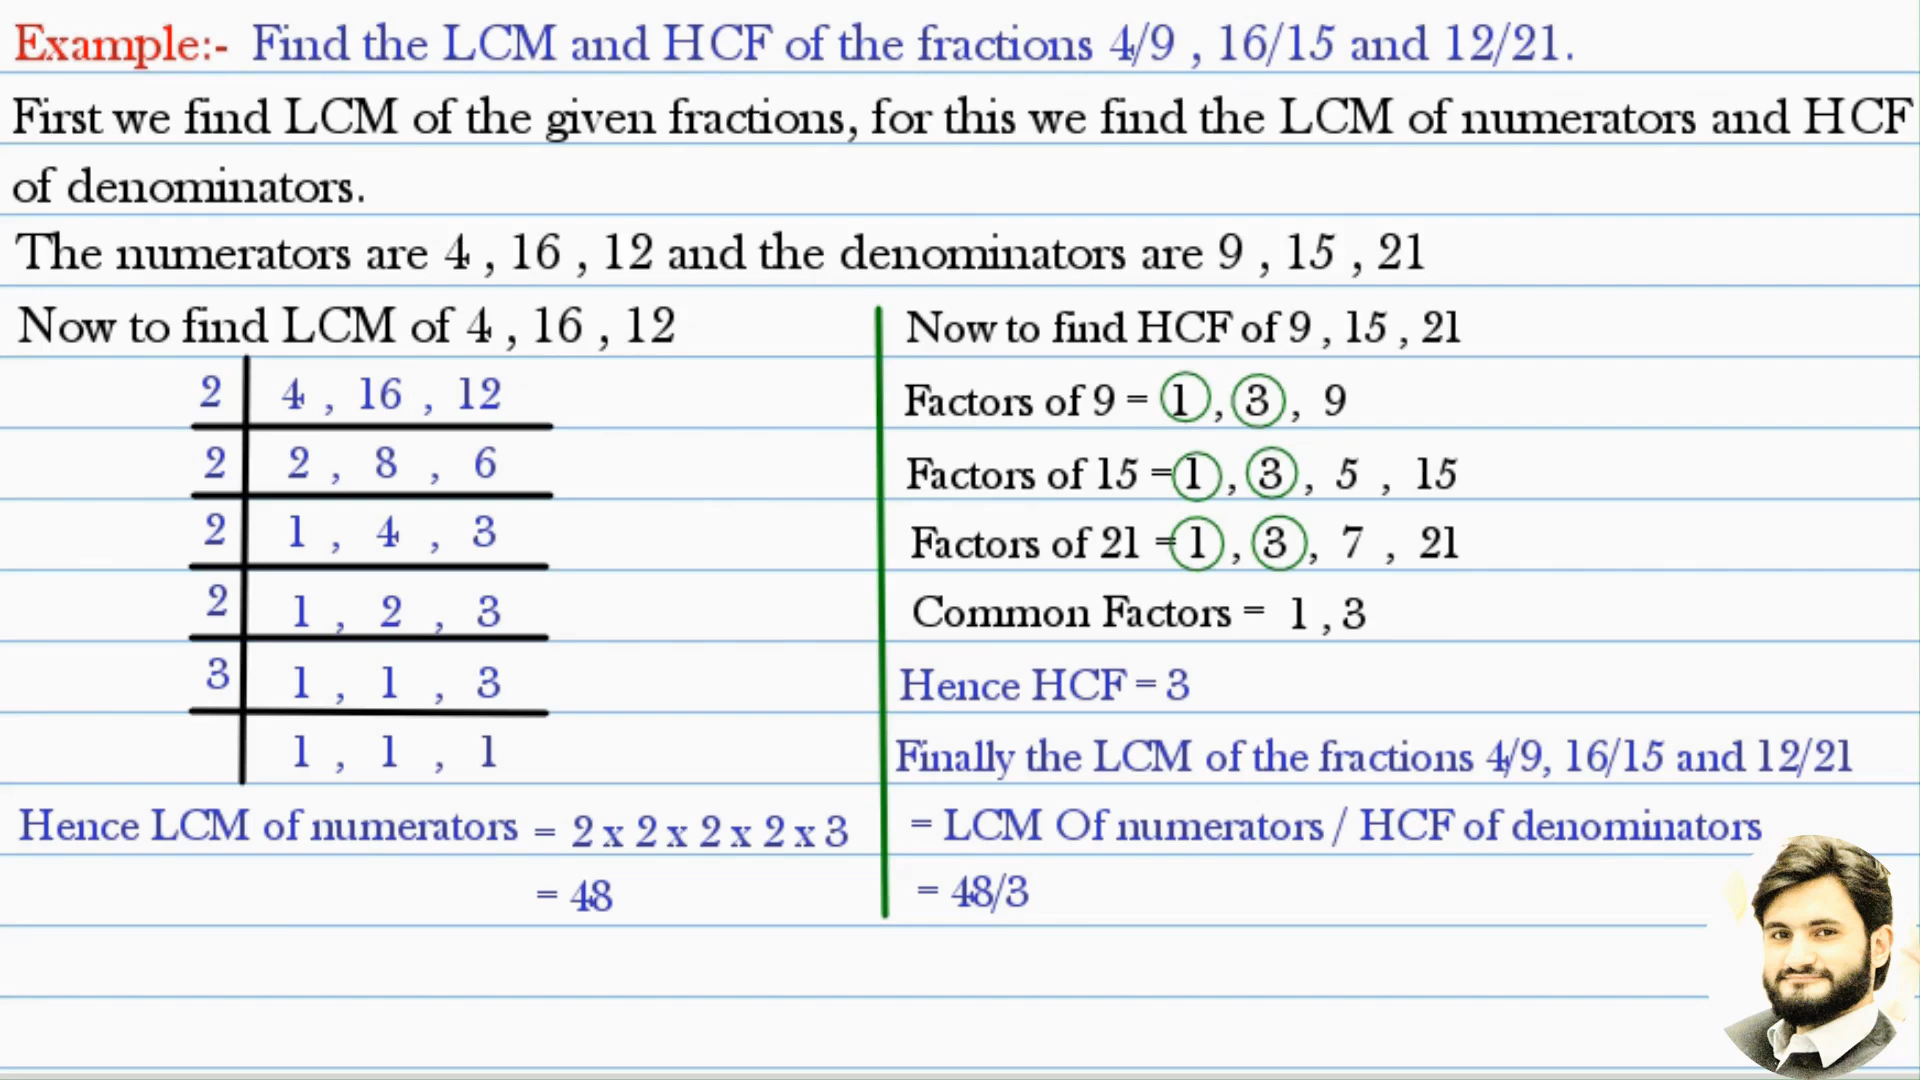 Example:- Find the LCM and HCF of the fractions 4/9 , 16/15 and 12/21.
First we find LCM of the given fractions, for this we find the LCM of numerators and HCF
of denominators.
The numerators are 4 , 16 , 12 and the denominators are 9 , 15 , 21
Now to find LCM of 4 , 16 , 12
2 4 , 16 , 12
2 2 , 8 , 6
2 1 , 4 , 3
2 1 , 2 , 3
3 1 , 1 , 3
1 , 1 , 1
Hence LCM of numerators = 2 x 2 x 2 x 2 x 3
= 48
Now to find HCF of 9 , 15 , 21
Factors of 9 = 1 , 3 , 9
Factors of 15 = 1 , 3 , 5 , 15
Factors of 21 = 1 , 3 , 7 , 21
Common Factors = 1 , 3
Hence HCF = 3
Finally the LCM of the fractions 4/9, 16/15 and 12/21
= LCM Of numerators / HCF of denominators
= 48/3